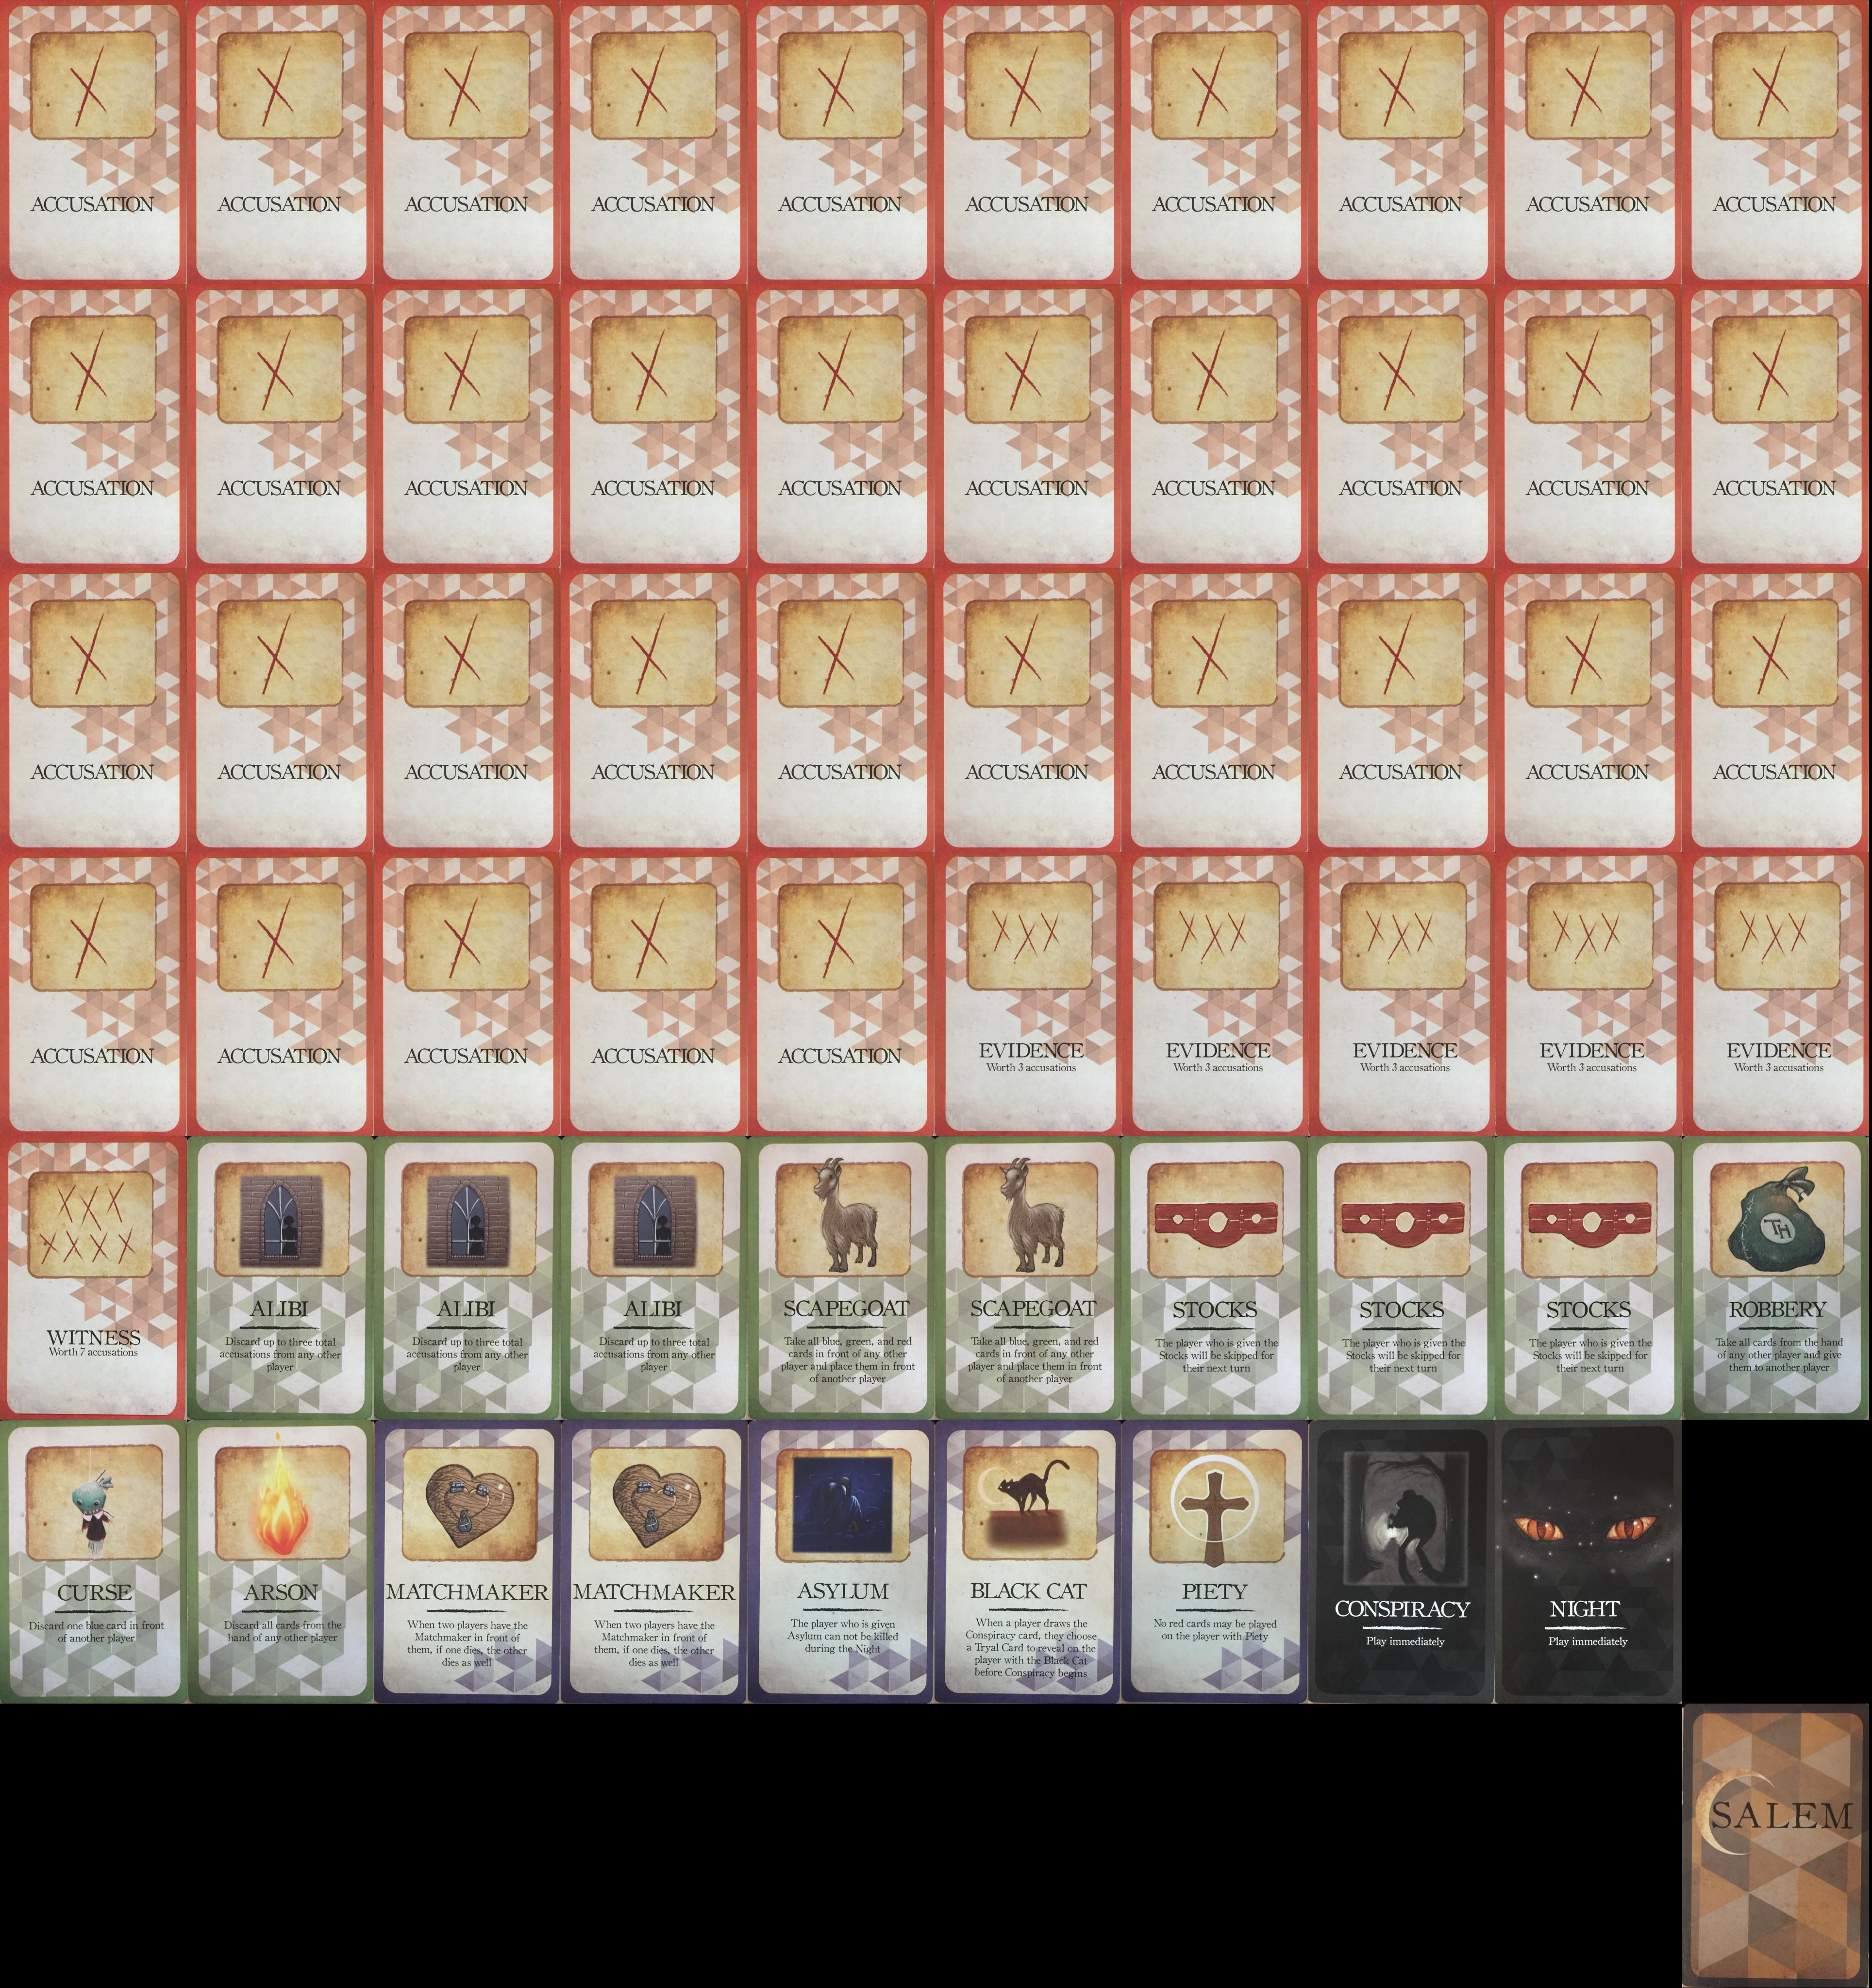 ACCUSATION ACCUSATION ACCUSATION ACCUSATION ACCUSATION ACCUSATION ACCUSATION ACCUSATION ACCUSATION ACCUSATION
ACCUSATION ACCUSATION ACCUSATION ACCUSATION ACCUSATION ACCUSATION ACCUSATION ACCUSATION ACCUSATION ACCUSATION
ACCUSATION ACCUSATION ACCUSATION ACCUSATION ACCUSATION ACCUSATION ACCUSATION ACCUSATION ACCUSATION ACCUSATION
ACCUSATION ACCUSATION ACCUSATION ACCUSATION ACCUSATION
EVIDENCE
Worth 3 accusations
EVIDENCE
Worth 3 accusations
EVIDENCE
Worth 3 accusations
EVIDENCE
Worth 3 accusations
EVIDENCE
Worth 3 accusations
WITNESS
Worth 7 accusations
ALIBI
Discard up to three total
accusations from any other
player
ALIBI
Discard up to three total
accusations from any other
player
ALIBI
Discard up to three total
accusations from any other
player
SCAPEGOAT
Take all blue, green, and red
cards in front of any other
player and place them in front
of another player
SCAPEGOAT
Take all blue, green, and red
cards in front of any other
player and place them in front
of another player
STOCKS
The player who is given the
Stocks will be skipped for
their next turn
STOCKS
The player who is given the
Stocks will be skipped for
their next turn
STOCKS
The player who is given the
Stocks will be skipped for
their next turn
TH
ROBBERY
Take all cards from the hand
of any other player and give
them to another player
CURSE
Discard one blue card in front
of another player
ARSON
Discard all cards from the
hand of any other player
MATCHMAKER
When two players have the
Matchmaker in front of
them, if one dies, the other
dies as well
MATCHMAKER
When two players have the
Matchmaker in front of
them, if one dies, the other
dies as well
ASYLUM
The player who is given
Asylum can not be killed
during the Night
BLACK CAT
When a player draws the
Conspiracy card, they choose
a Tryal Card to reveal on the
player with the Black Cat
before Conspiracy begins
PIETY
No red cards may be played
on the player with Piety
CONSPIRACY
Play immediately
NIGHT
Play immediately
SALEM